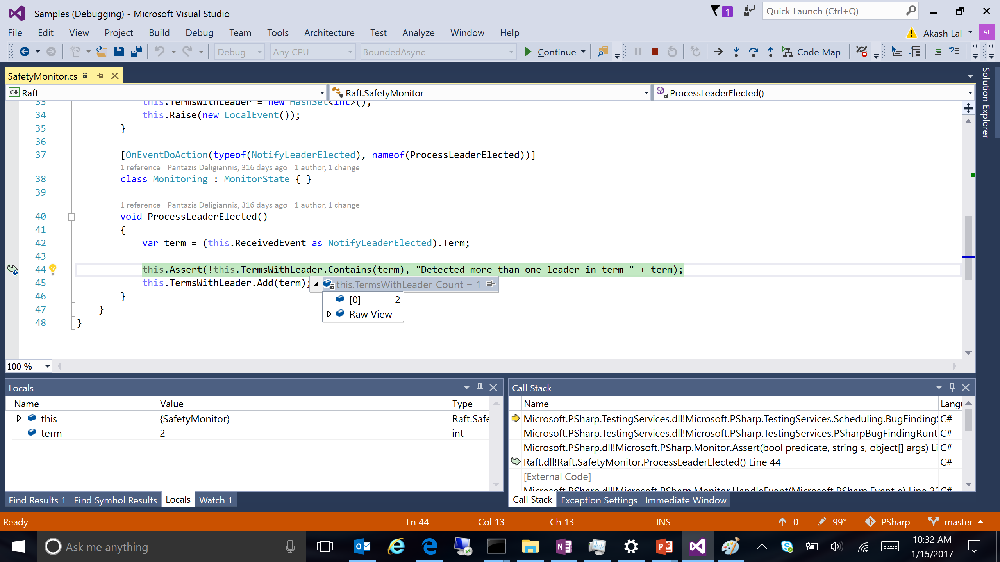 Samples (Debugging) - Microsoft Visual Studio
1
Quick Launch (Ctrl+Q)
File Edit View Project Build Debug Team Tools Architecture Test Analyze Window Help
Akash Lal AL
Debug Any CPU BoundedAsync Continue Code Map
SafetyMonitor.cs
Solution Explorer
C# Raft Raft.SafetyMonitor ProcessLeaderElected()
33 this.TermsWithLeader = new HashSet<int>();
34 this.Raise(new LocalEvent());
35 }
36
37 [OnEventDoAction(typeof(NotifyLeaderElected), nameof(ProcessLeaderElected))]
1 reference | Pantazis Deligiannis, 316 days ago | 1 author, 1 change
38 class Monitoring : MonitorState { }
39
1 reference | Pantazis Deligiannis, 316 days ago | 1 author, 1 change
40 void ProcessLeaderElected()
41 {
42 var term = (this.ReceivedEvent as NotifyLeaderElected).Term;
43
44 this.Assert(!this.TermsWithLeader.Contains(term), "Detected more than one leader in term " + term);
45 this.TermsWithLeader.Add(term);
this.TermsWithLeader Count = 1
46 }
[0] 2
47 }
Raw View
48 }
100 %
Locals
Name Value Type
this {SafetyMonitor} Raft.Safe
term 2 int
Find Results 1 Find Symbol Results Locals Watch 1
Call Stack
Name Langu
Microsoft.PSharp.TestingServices.dll!Microsoft.PSharp.TestingServices.Scheduling.BugFindingS C#
Microsoft.PSharp.TestingServices.dll!Microsoft.PSharp.TestingServices.PSharpBugFindingRunt C#
Microsoft.PSharp.dll!Microsoft.PSharp.Monitor.Assert(bool predicate, string s, object[] args) Li C#
Raft.dll!Raft.SafetyMonitor.ProcessLeaderElected() Line 44 C#
[External Code]
Microsoft.PSharp.dll!Microsoft.PSharp.Monitor.HandleEvent(Microsoft.PSharp.Event e) Line 33 C#
Call Stack Exception Settings Immediate Window
Ready Ln 44 Col 13 Ch 13 INS 0 99* PSharp master
Ask me anything
10:32 AM
1/15/2017